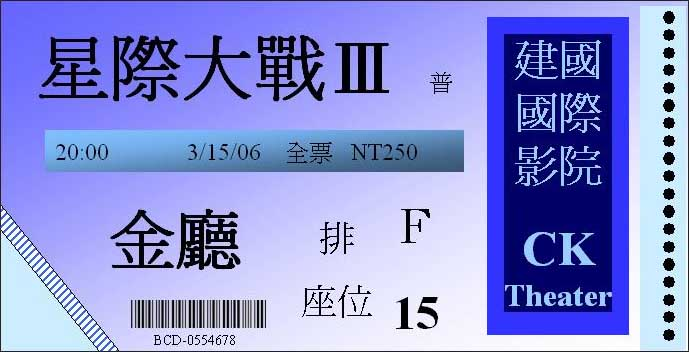 星際大戰Ⅲ 普
20:00 3/15/06 全票 NT250
金廳 排 F
座位 15
BCD-0554678
建國
國際
影院
CK
Theater